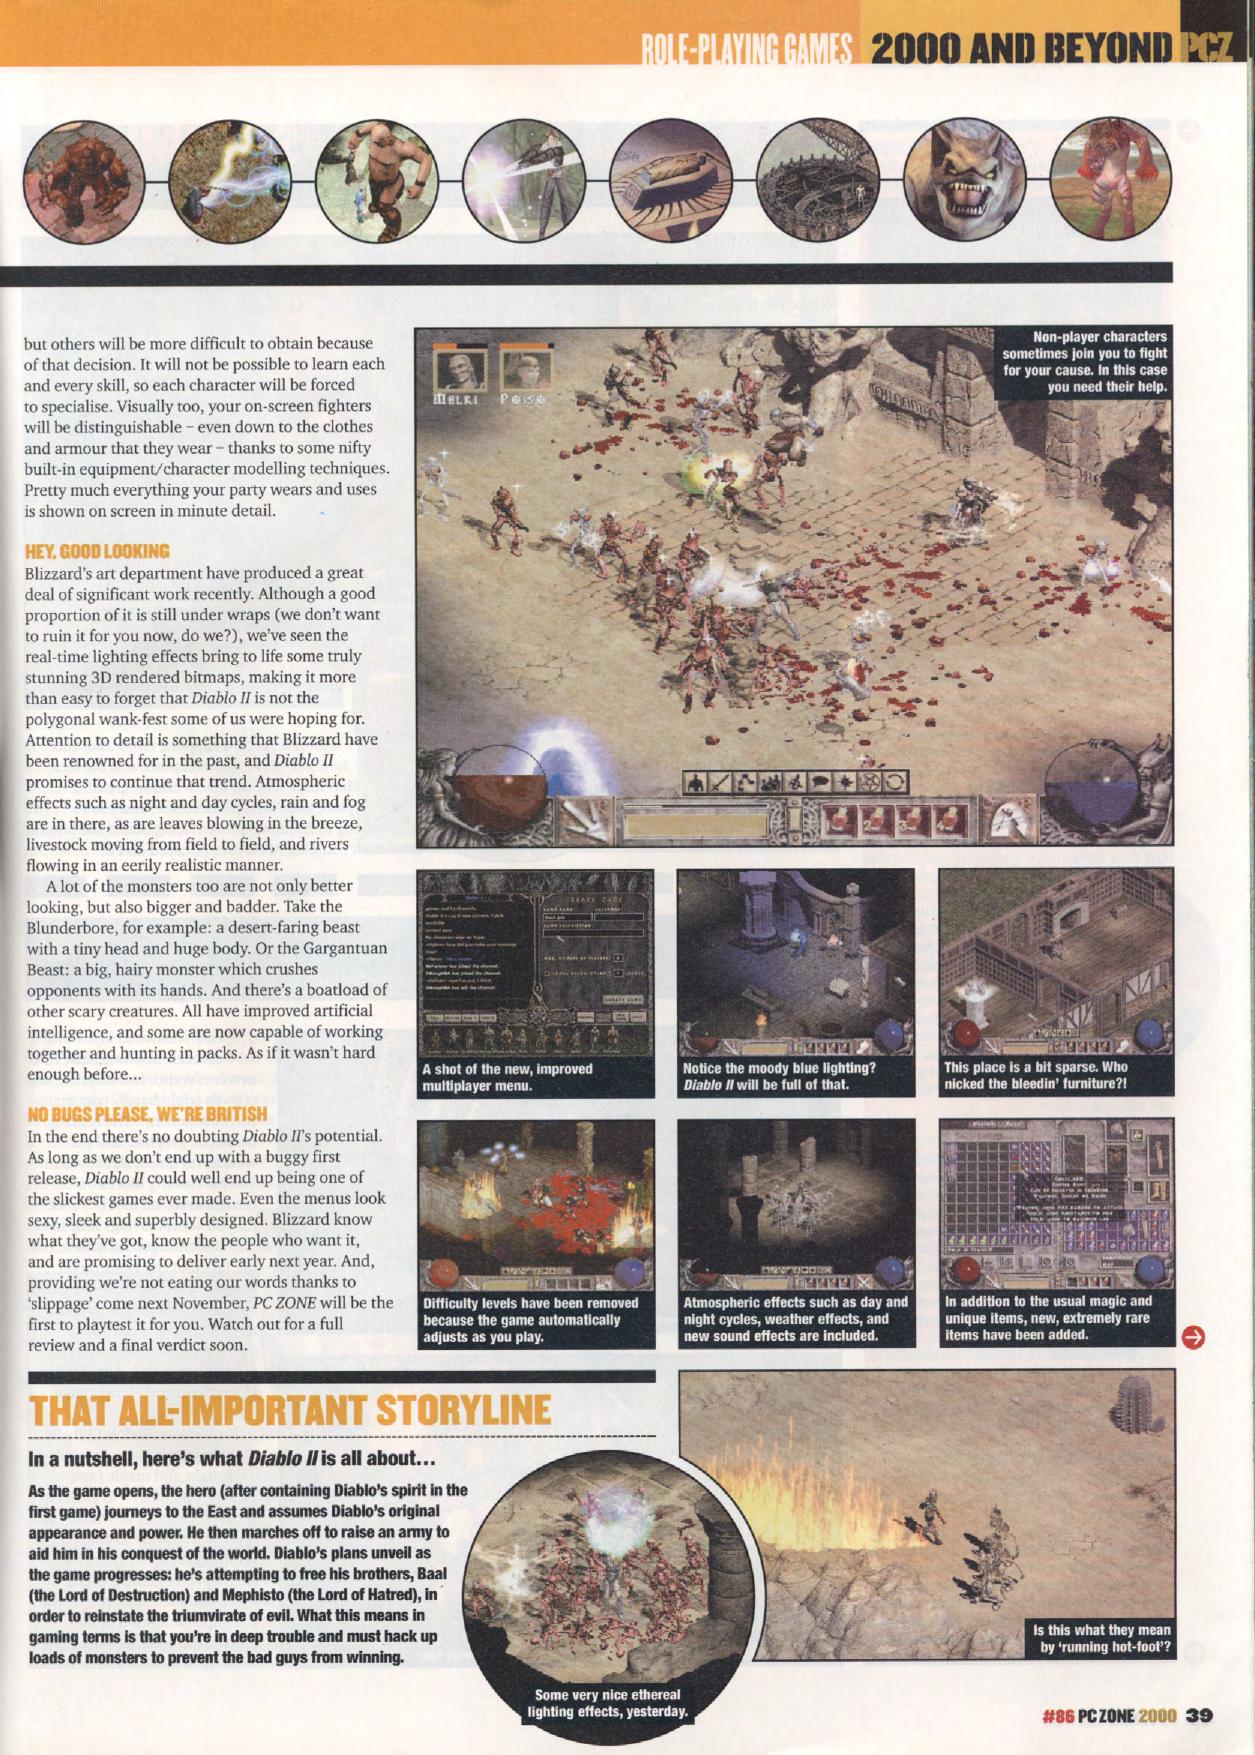 ROLE-PLAYING GAMES 2000 AND BEYOND PCZ
but others will be more difficult to obtain because
of that decision. It will not be possible to learn each
and every skill, so each character will be forced
to specialise. Visually too, your on-screen fighters
will be distinguishable – even down to the clothes
and armour that they wear – thanks to some nifty
built-in equipment/character modelling techniques.
Pretty much everything your party wears and uses
is shown on screen in minute detail.
HEY, GOOD LOOKING
Blizzard's art department have produced a great
deal of significant work recently. Although a good
proportion of it is still under wraps (we don't want
to ruin it for you now, do we?), we've seen the
real-time lighting effects bring to life some truly
stunning 3D rendered bitmaps, making it more
than easy to forget that Diablo II is not the
polygonal wank-fest some of us were hoping for.
Attention to detail is something that Blizzard have
been renowned for in the past, and Diablo II
promises to continue that trend. Atmospheric
effects such as night and day cycles, rain and fog
are in there, as are leaves blowing in the breeze,
livestock moving from field to field, and rivers
flowing in an eerily realistic manner.
A lot of the monsters too are not only better
looking, but also bigger and badder. Take the
Blunderbore, for example: a desert-faring beast
with a tiny head and huge body. Or the Gargantuan
Beast: a big, hairy monster which crushes
opponents with its hands. And there's a boatload of
other scary creatures. All have improved artificial
intelligence, and some are now capable of working
together and hunting in packs. As if it wasn't hard
enough before...
NO BUGS PLEASE, WE'RE BRITISH
In the end there's no doubting Diablo II's potential.
As long as we don't end up with a buggy first
release, Diablo II could well end up being one of
the slickest games ever made. Even the menus look
sexy, sleek and superbly designed. Blizzard know
what they've got, know the people who want it,
and are promising to deliver early next year. And,
providing we're not eating our words thanks to
'slippage' come next November, PC ZONE will be the
first to playtest it for you. Watch out for a full
review and a final verdict soon.
Non-player characters
sometimes join you to fight
for your cause. In this case
you need their help.
MELKI POISO
CREATE GAME
A shot of the new, improved
multiplayer menu.
Notice the moody blue lighting?
Diablo II will be full of that.
This place is a bit sparse. Who
nicked the bleedin' furniture?!
Difficulty levels have been removed
because the game automatically
adjusts as you play.
Atmospheric effects such as day and
night cycles, weather effects, and
new sound effects are included.
In addition to the usual magic and
unique items, new, extremely rare
items have been added.
THAT ALL-IMPORTANT STORYLINE
In a nutshell, here's what Diablo II is all about...
As the game opens, the hero (after containing Diablo's spirit in the
first game) journeys to the East and assumes Diablo's original
appearance and power. He then marches off to raise an army to
aid him in his conquest of the world. Diablo's plans unveil as
the game progresses: he's attempting to free his brothers, Baal
(the Lord of Destruction) and Mephisto (the Lord of Hatred), in
order to reinstate the triumvirate of evil. What this means in
gaming terms is that you're in deep trouble and must hack up
loads of monsters to prevent the bad guys from winning.
Some very nice ethereal
lighting effects, yesterday.
Is this what they mean
by 'running hot-foot'?
#86 PC ZONE 2000 39